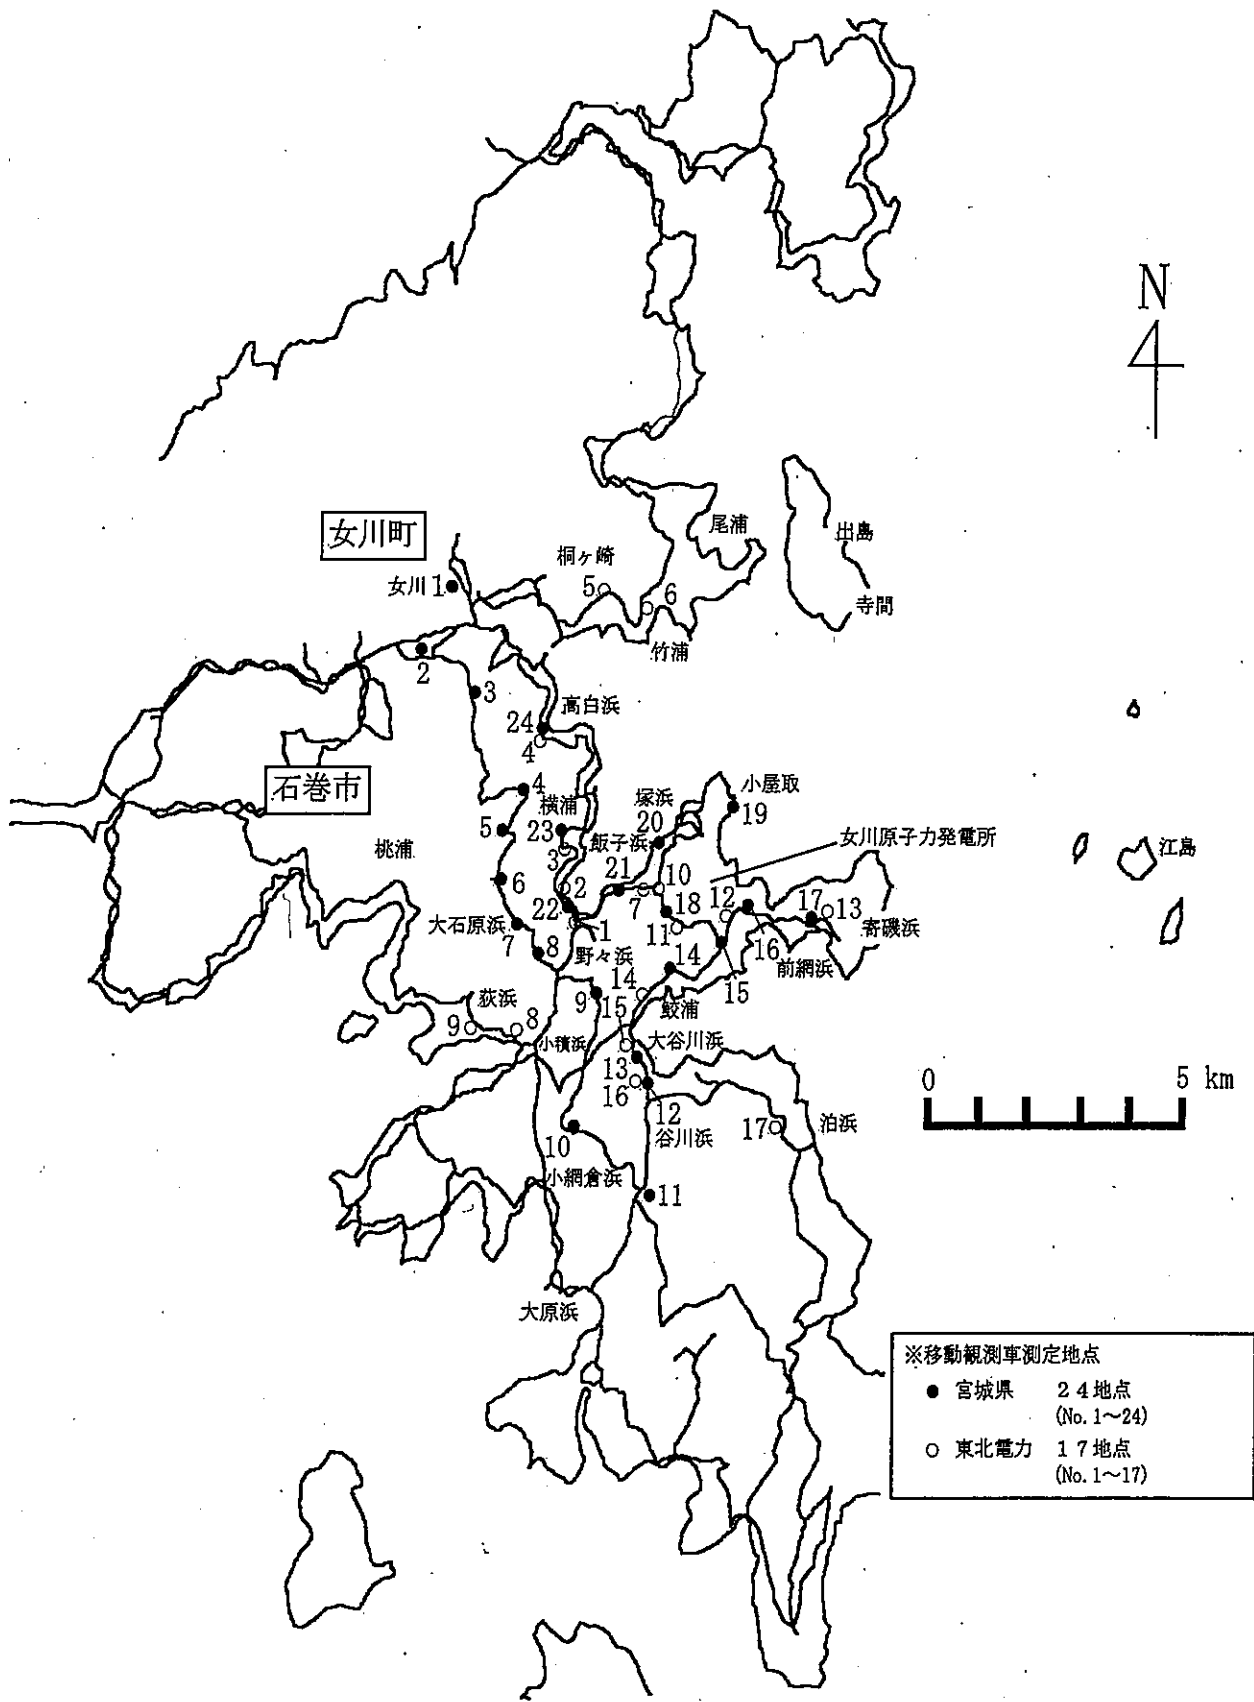 N
女川町
尾浦
出島
桐ヶ崎
女川 1
5
6
寺間
竹浦
2
3
高白浜
24
4
石巻市
4
横浦
塚浜
小屋取
19
5
23
飯子浜
20
女川原子力発電所
桃浦
3
江島
6
21
10
2
7
12
17
13
22
18
大石原浜
1
11
16
寄磯浜
7
8
野々浜
14
15
前網浜
荻浜
9
15
14
鮫浦
9
8
小積浜
大谷川浜
13
16
0 5 km
12
10
谷川浜
17
泊浜
小網倉浜
11
大原浜
※移動観測車測定地点
● 宮城県 24地点
(No.1～24)
○ 東北電力 17地点
(No.1～17)